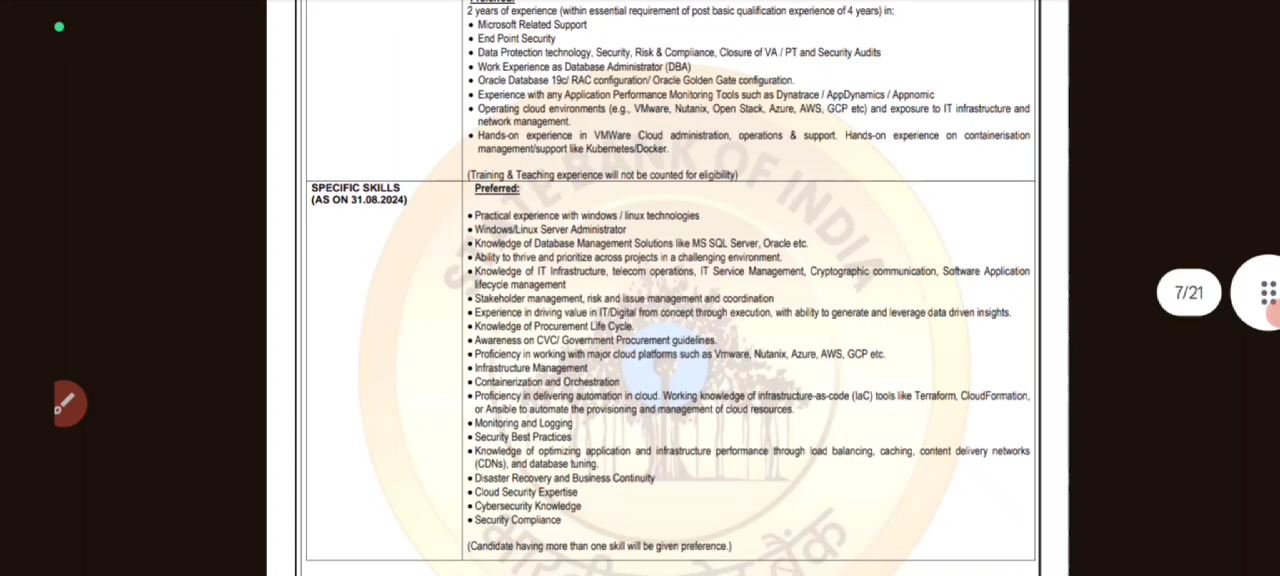 Preferred:
2 years of experience (within essential requirement of post basic qualification experience of 4 years) in:
• Microsoft Related Support
• End Point Security
• Data Protection technology, Security, Risk & Compliance, Closure of VA / PT and Security Audits
• Work Experience as Database Administrator (DBA)
• Oracle Database 19c/ RAC configuration/ Oracle Golden Gate configuration.
• Experience with any Application Performance Monitoring Tools such as Dynatrace / AppDynamics / Appnomic
• Operating cloud environments (e.g., VMware, Nutanix, Open Stack, Azure, AWS, GCP etc) and exposure to IT infrastructure and
network management.
• Hands-on experience in VMWare Cloud administration, operations & support. Hands-on experience on containerisation
management/support like Kubernetes/Docker.
(Training & Teaching experience will not be counted for eligibility)
SPECIFIC SKILLS
(AS ON 31.08.2024)
Preferred:
• Practical experience with windows / linux technologies
• Windows/Linux Server Administrator
• Knowledge of Database Management Solutions like MS SQL Server, Oracle etc.
• Ability to thrive and prioritize across projects in a challenging environment.
• Knowledge of IT Infrastructure, telecom operations, IT Service Management, Cryptographic communication, Software Application
lifecycle management
• Stakeholder management, risk and issue management and coordination
• Experience in driving value in IT/Digital from concept through execution, with ability to generate and leverage data driven insights.
• Knowledge of Procurement Life Cycle.
• Awareness on CVC/ Government Procurement guidelines.
• Proficiency in working with major cloud platforms such as Vmware, Nutanix, Azure, AWS, GCP etc.
• Infrastructure Management
• Containerization and Orchestration
• Proficiency in delivering automation in cloud. Working knowledge of infrastructure-as-code (IaC) tools like Terraform, CloudFormation,
or Ansible to automate the provisioning and management of cloud resources.
• Monitoring and Logging
• Security Best Practices
• Knowledge of optimizing application and infrastructure performance through load balancing, caching, content delivery networks
(CDNs), and database tuning.
• Disaster Recovery and Business Continuity
• Cloud Security Expertise
• Cybersecurity Knowledge
• Security Compliance
(Candidate having more than one skill will be given preference.)
STATE BANK OF INDIA
7/21